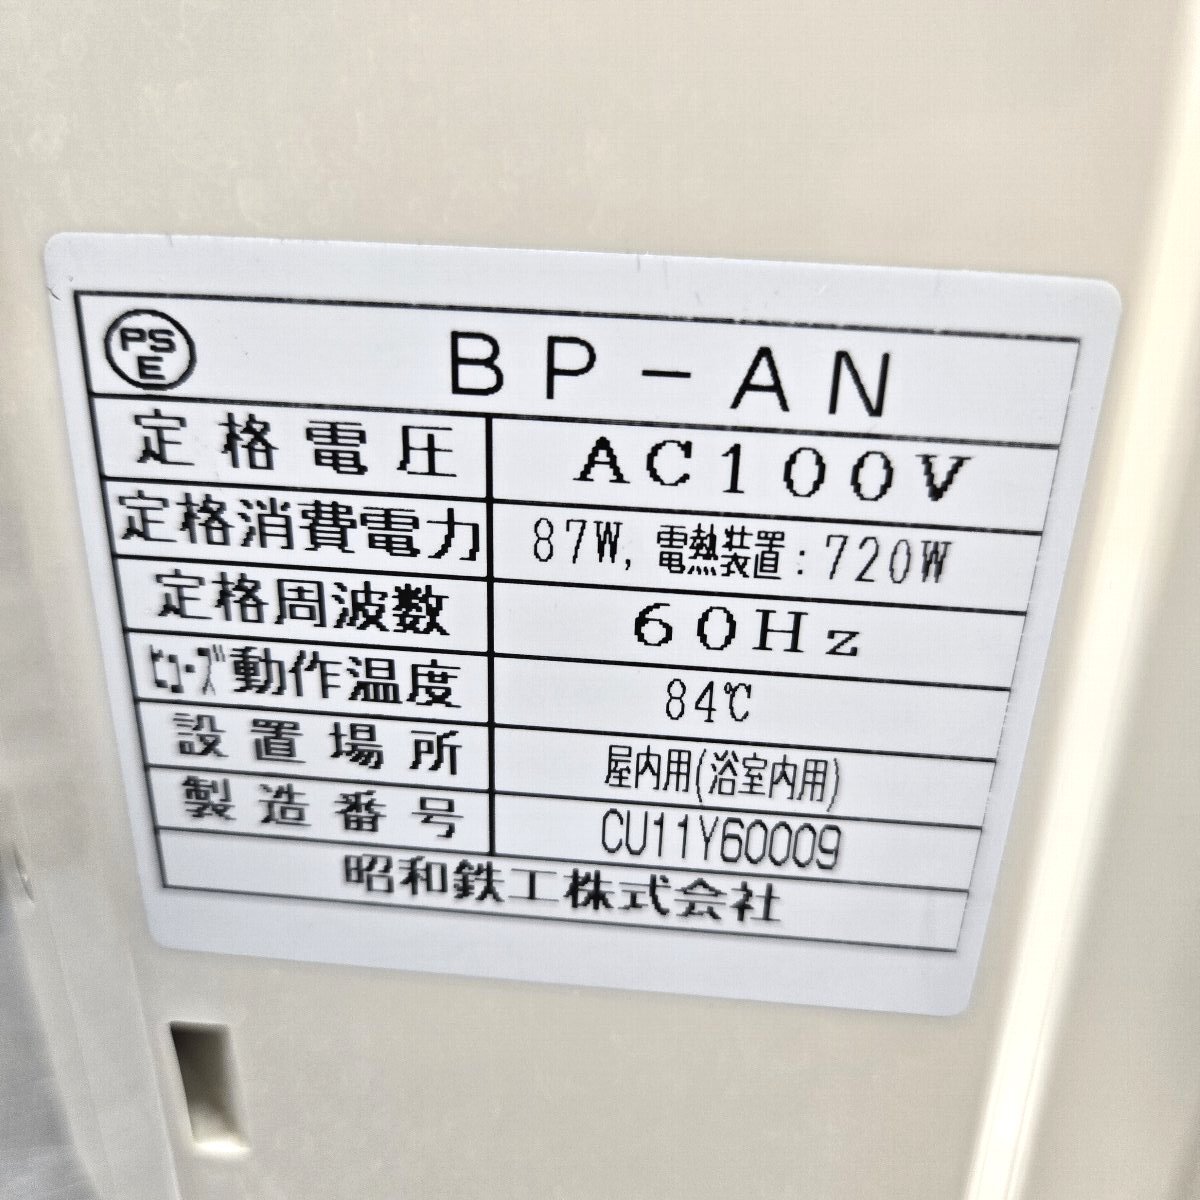 PS
E
BP-AN
定格電圧 AC100V
定格消費電力 87W, 電熱装置:720W
定格周波数 60Hz
ヒューズ動作温度 84℃
設置場所 屋内用(浴室内用)
製造番号 CU11Y60009
昭和鉄工株式会社